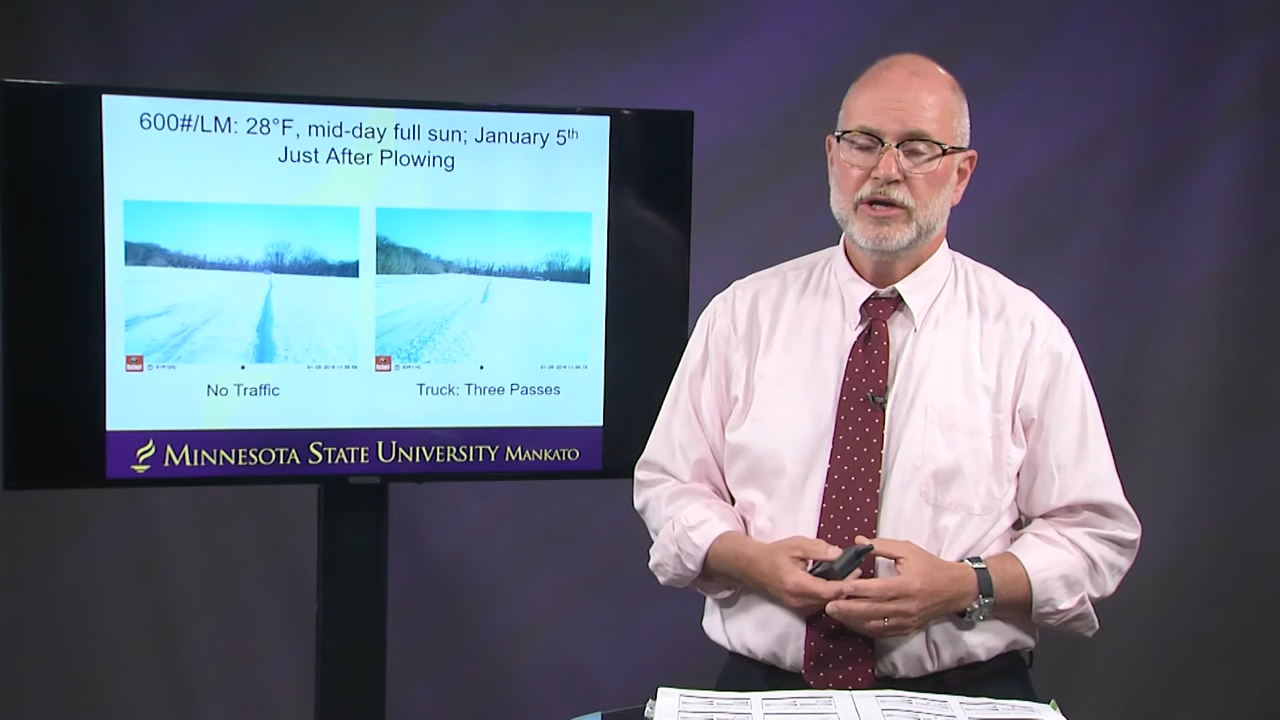 600#/LM: 28°F, mid-day full sun; January 5th
Just After Plowing
No Traffic
Truck: Three Passes
MINNESOTA STATE UNIVERSITY MANKATO